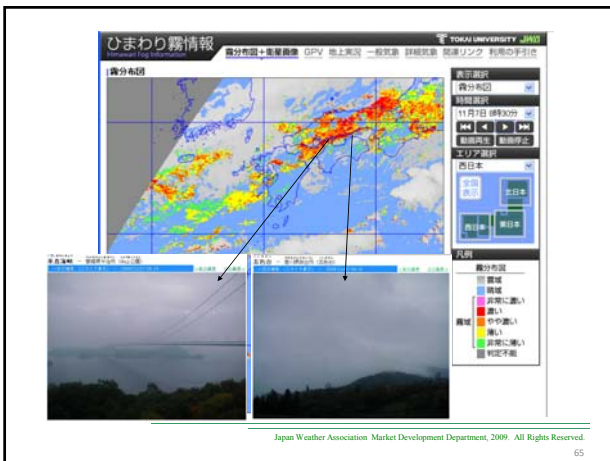 ひまわり霧情報
Himawari Fog Information
TOKAI UNIVERSITY JWA
霧分布図+衛星画像 GPV 地上実況 一般気象 詳細気象 関連リンク 利用の手引き
霧分布図
表示選択
霧分布図
時間選択
11月7日 8時30分
動画再生 動画停止
エリア選択
西日本
全国表示
北日本
西日本
東日本
凡例
霧分布図
雲域
晴域
霧域
非常に濃い
濃い
やや濃い
薄い
非常に薄い
判定不能
Japan Weather Association Market Development Department, 2009. All Rights Reserved.
65